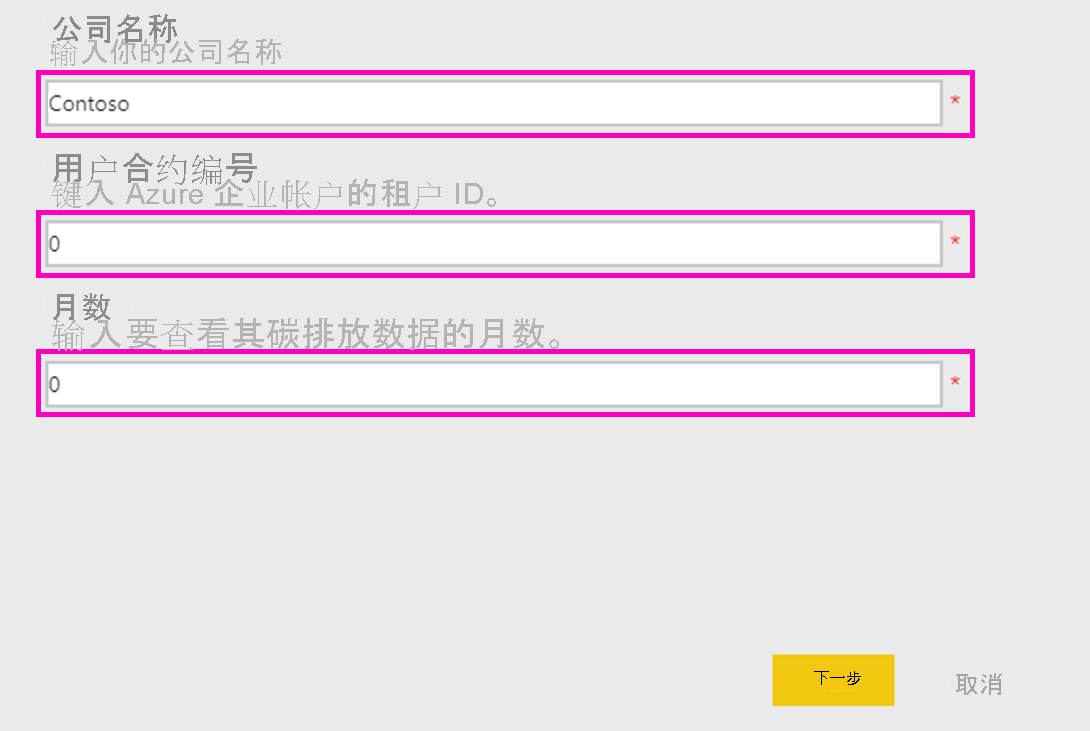 公司名称
输入你的公司名称
Contoso *
用户合约编号
键入 Azure 企业帐户的租户 ID。
0 *
月数
输入要查看其碳排放数据的月数。
0 *
下一步
取消